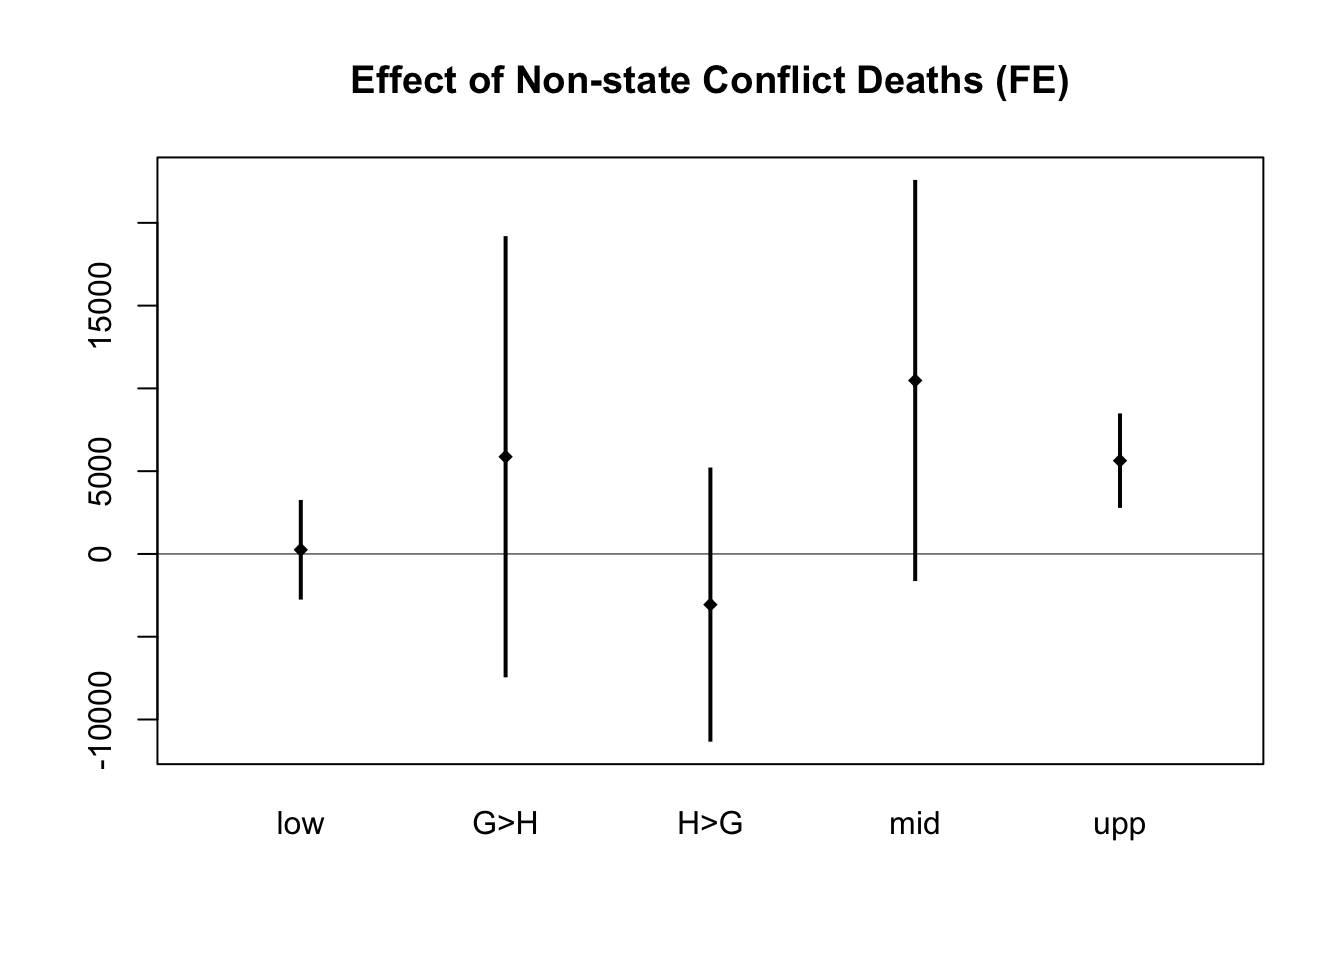 Effect of Non-state Conflict Deaths (FE)
15000
5000
0
-10000
low G>H H>G mid upp